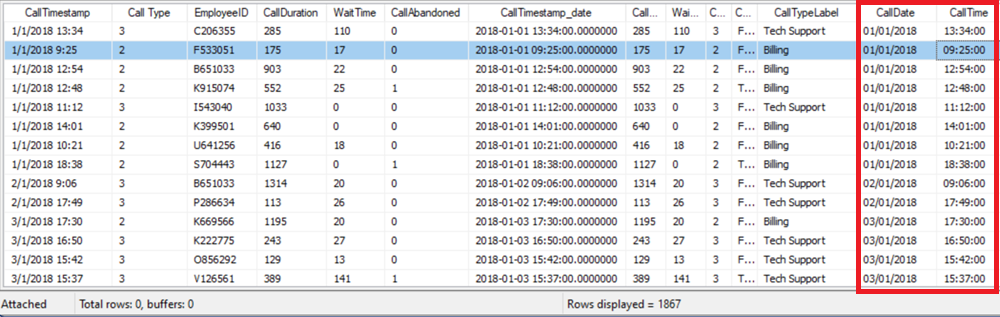 CallTimestamp Call Type EmployeeID CallDuration WaitTime CallAbandoned CallTimestamp_date Call... Wai... C... C... CallTypeLabel CallDate CallTime
1/1/2018 13:34 3 C206355 285 110 0 2018-01-01 13:34:00.0000000 285 110 3 F... Tech Support 01/01/2018 13:34:00
1/1/2018 9:25 2 F533051 175 17 0 2018-01-01 09:25:00.0000000 175 17 2 F... Billing 01/01/2018 09:25:00
1/1/2018 12:54 2 B651033 903 22 0 2018-01-01 12:54:00.0000000 903 22 2 F... Billing 01/01/2018 12:54:00
1/1/2018 12:48 2 K915074 552 25 1 2018-01-01 12:48:00.0000000 552 25 2 T... Billing 01/01/2018 12:48:00
1/1/2018 11:12 3 I543040 1033 0 0 2018-01-01 11:12:00.0000000 1033 0 3 F... Tech Support 01/01/2018 11:12:00
1/1/2018 14:01 2 K399501 640 0 0 2018-01-01 14:01:00.0000000 640 0 2 F... Billing 01/01/2018 14:01:00
1/1/2018 10:21 2 U641256 416 18 0 2018-01-01 10:21:00.0000000 416 18 2 F... Billing 01/01/2018 10:21:00
1/1/2018 18:38 2 S704443 1127 0 1 2018-01-01 18:38:00.0000000 1127 0 2 T... Billing 01/01/2018 18:38:00
2/1/2018 9:06 3 B651033 1314 20 0 2018-01-02 09:06:00.0000000 1314 20 3 F... Tech Support 02/01/2018 09:06:00
2/1/2018 17:49 3 P286634 113 26 0 2018-01-02 17:49:00.0000000 113 26 3 F... Tech Support 02/01/2018 17:49:00
3/1/2018 17:30 2 K669566 1195 20 0 2018-01-03 17:30:00.0000000 1195 20 2 F... Billing 03/01/2018 17:30:00
3/1/2018 16:50 3 K222775 243 27 0 2018-01-03 16:50:00.0000000 243 27 3 F... Tech Support 03/01/2018 16:50:00
3/1/2018 15:42 3 O856292 129 13 0 2018-01-03 15:42:00.0000000 129 13 3 F... Tech Support 03/01/2018 15:42:00
3/1/2018 15:37 3 V126561 389 141 1 2018-01-03 15:37:00.0000000 389 141 3 T... Tech Support 03/01/2018 15:37:00
Attached Total rows: 0, buffers: 0 Rows displayed = 1867